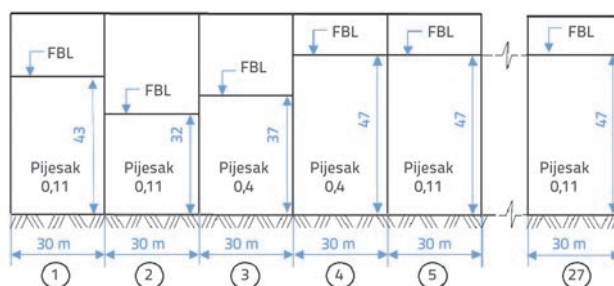 FBL
FBL
FBL
FBL
FBL
FBL
43
32
37
47
47
47
Pijesak
0,11
Pijesak
0,11
Pijesak
0,4
Pijesak
0,4
Pijesak
0,11
Pijesak
0,11
30 m
30 m
30 m
30 m
30 m
30 m
1
2
3
4
5
27